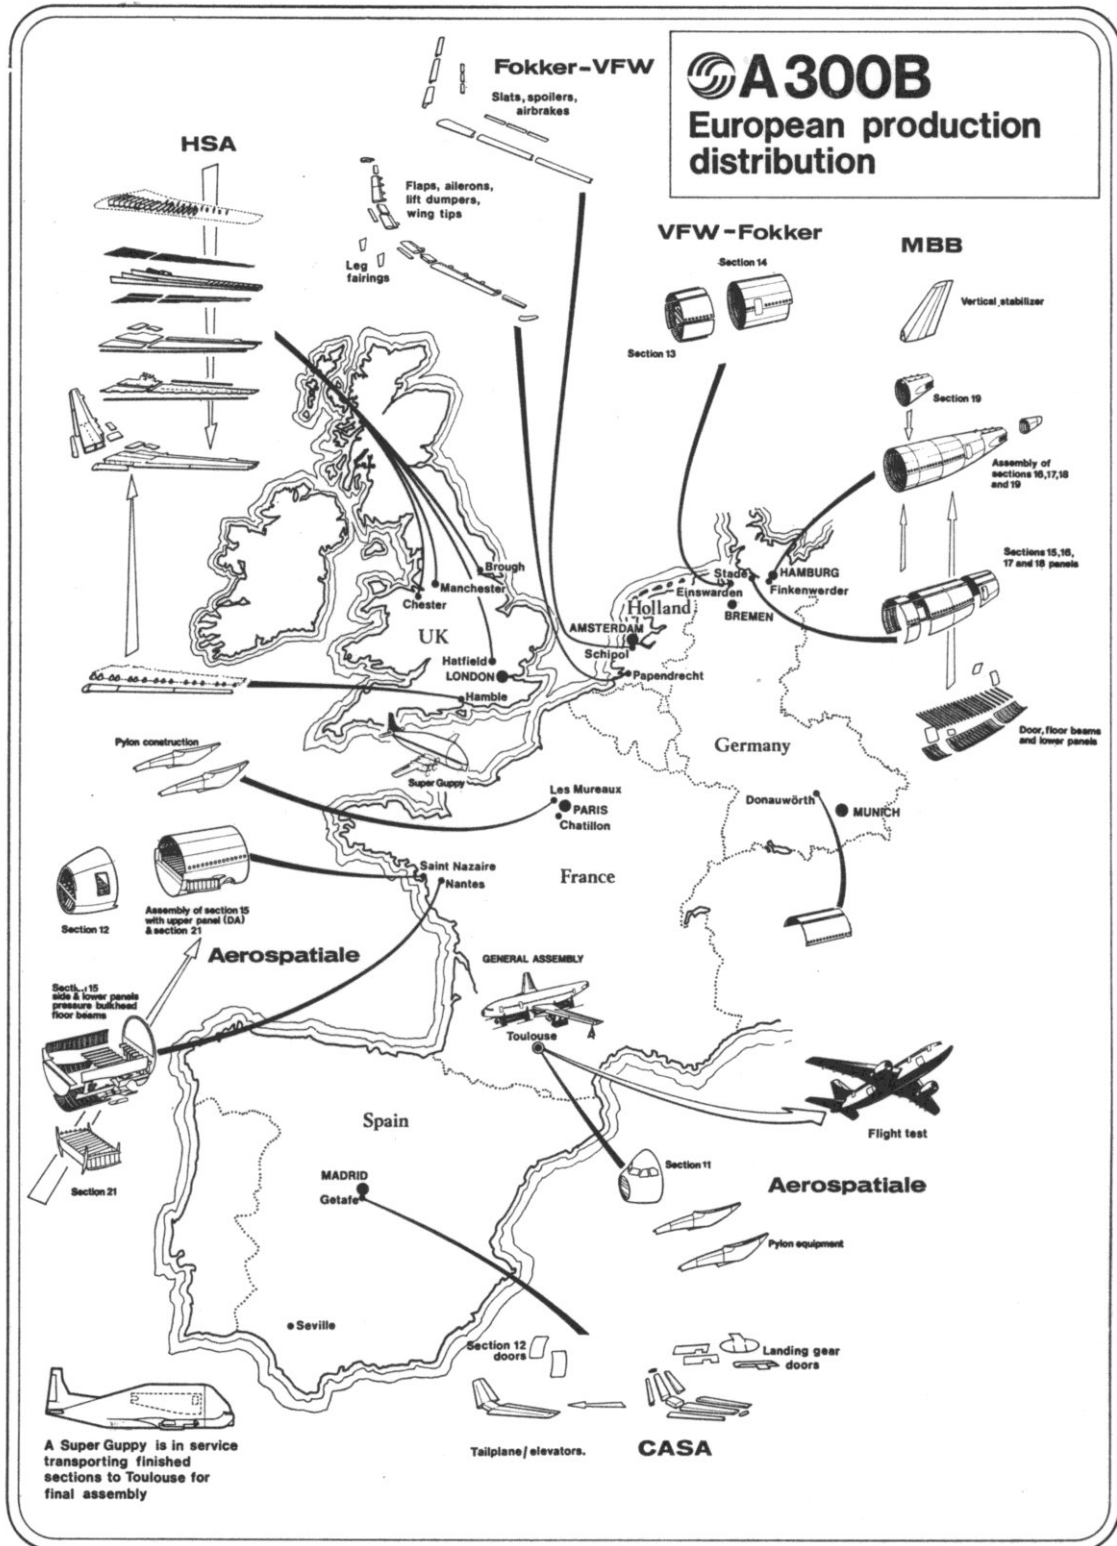 A300B
European production
distribution
Fokker-VFW
Slats, spoilers,
airbrakes
HSA
Flaps, ailerons,
lift dumpers,
wing tips
Leg
fairings
VFW-Fokker
Section 14
Section 13
MBB
Vertical stabilizer
Section 19
Assembly of
sections 16,17,18
and 19
Sections 15,16,
17 and 18 panels
Door, floor beams
and lower panels
Brough
Manchester
Chester
UK
Hatfield
LONDON
Hamble
Stade
HAMBURG
Einswarden
Finkenwerder
BREMEN
Holland
AMSTERDAM
Schipol
Papendrecht
Germany
Donauwörth
MUNICH
Pylon construction
Super Guppy
Les Mureaux
PARIS
Chatillon
France
Saint Nazaire
Nantes
Section 12
Assembly of section 15
with upper panel (DA)
& section 21
Aerospatiale
Secti...15
side & lower panels
pressure bulkhead
floor beams
Section 21
GENERAL ASSEMBLY
Toulouse
Flight test
Section 11
Aerospatiale
Pylon equipment
Spain
MADRID
Getafe
Seville
Section 12
doors
Landing gear
doors
Tailplane/elevators.
CASA
A Super Guppy is in service
transporting finished
sections to Toulouse for
final assembly